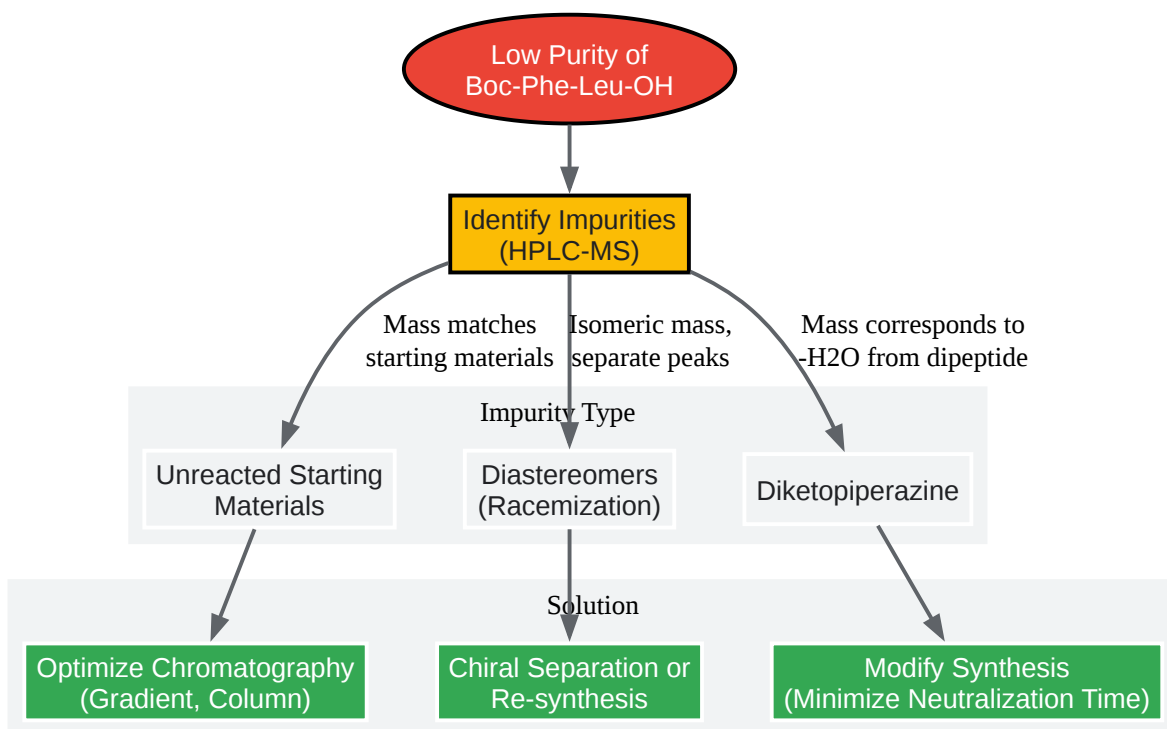 Low Purity of
Boc-Phe-Leu-OH
Identify Impurities
(HPLC-MS)
Mass matches
starting materials
Isomeric mass,
separate peaks
Mass corresponds to
-H2O from dipeptide
Impurity Type
Unreacted Starting
Materials
Diastereomers
(Racemization)
Diketopiperazine
Solution
Optimize Chromatography
(Gradient, Column)
Chiral Separation or
Re-synthesis
Modify Synthesis
(Minimize Neutralization Time)